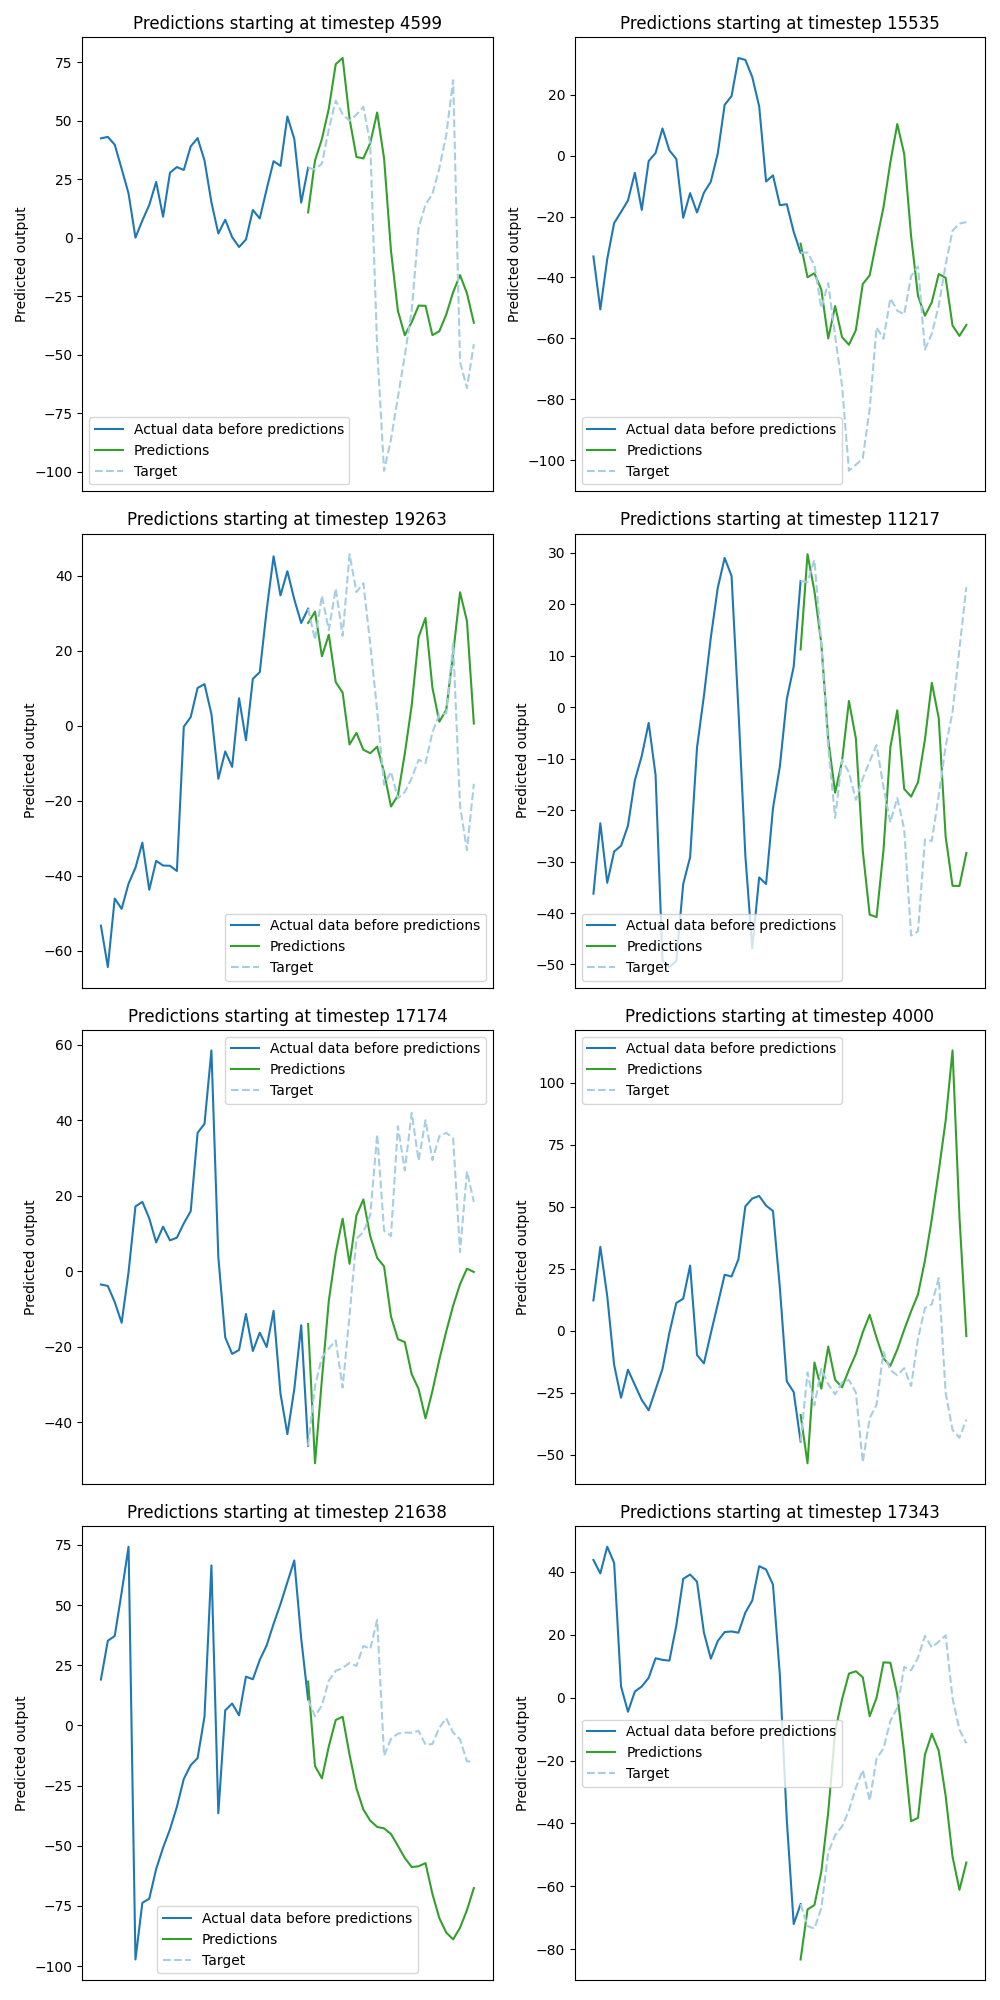 Predictions starting at timestep 4599
75
50
25
0
−25
−50
−75
−100
Predicted output
Actual data before predictions
Predictions
Target
Predictions starting at timestep 15535
20
0
−20
−40
−60
−80
−100
Predicted output
Actual data before predictions
Predictions
Target
Predictions starting at timestep 19263
40
20
0
−20
−40
−60
Predicted output
Actual data before predictions
Predictions
Target
Predictions starting at timestep 11217
30
20
10
0
−10
−20
−30
−40
−50
Predicted output
Actual data before predictions
Predictions
Target
Predictions starting at timestep 17174
60
40
20
0
−20
−40
Predicted output
Actual data before predictions
Predictions
Target
Predictions starting at timestep 4000
100
75
50
25
0
−25
−50
Predicted output
Actual data before predictions
Predictions
Target
Predictions starting at timestep 21638
75
50
25
0
−25
−50
−75
−100
Predicted output
Actual data before predictions
Predictions
Target
Predictions starting at timestep 17343
40
20
0
−20
−40
−60
−80
Predicted output
Actual data before predictions
Predictions
Target